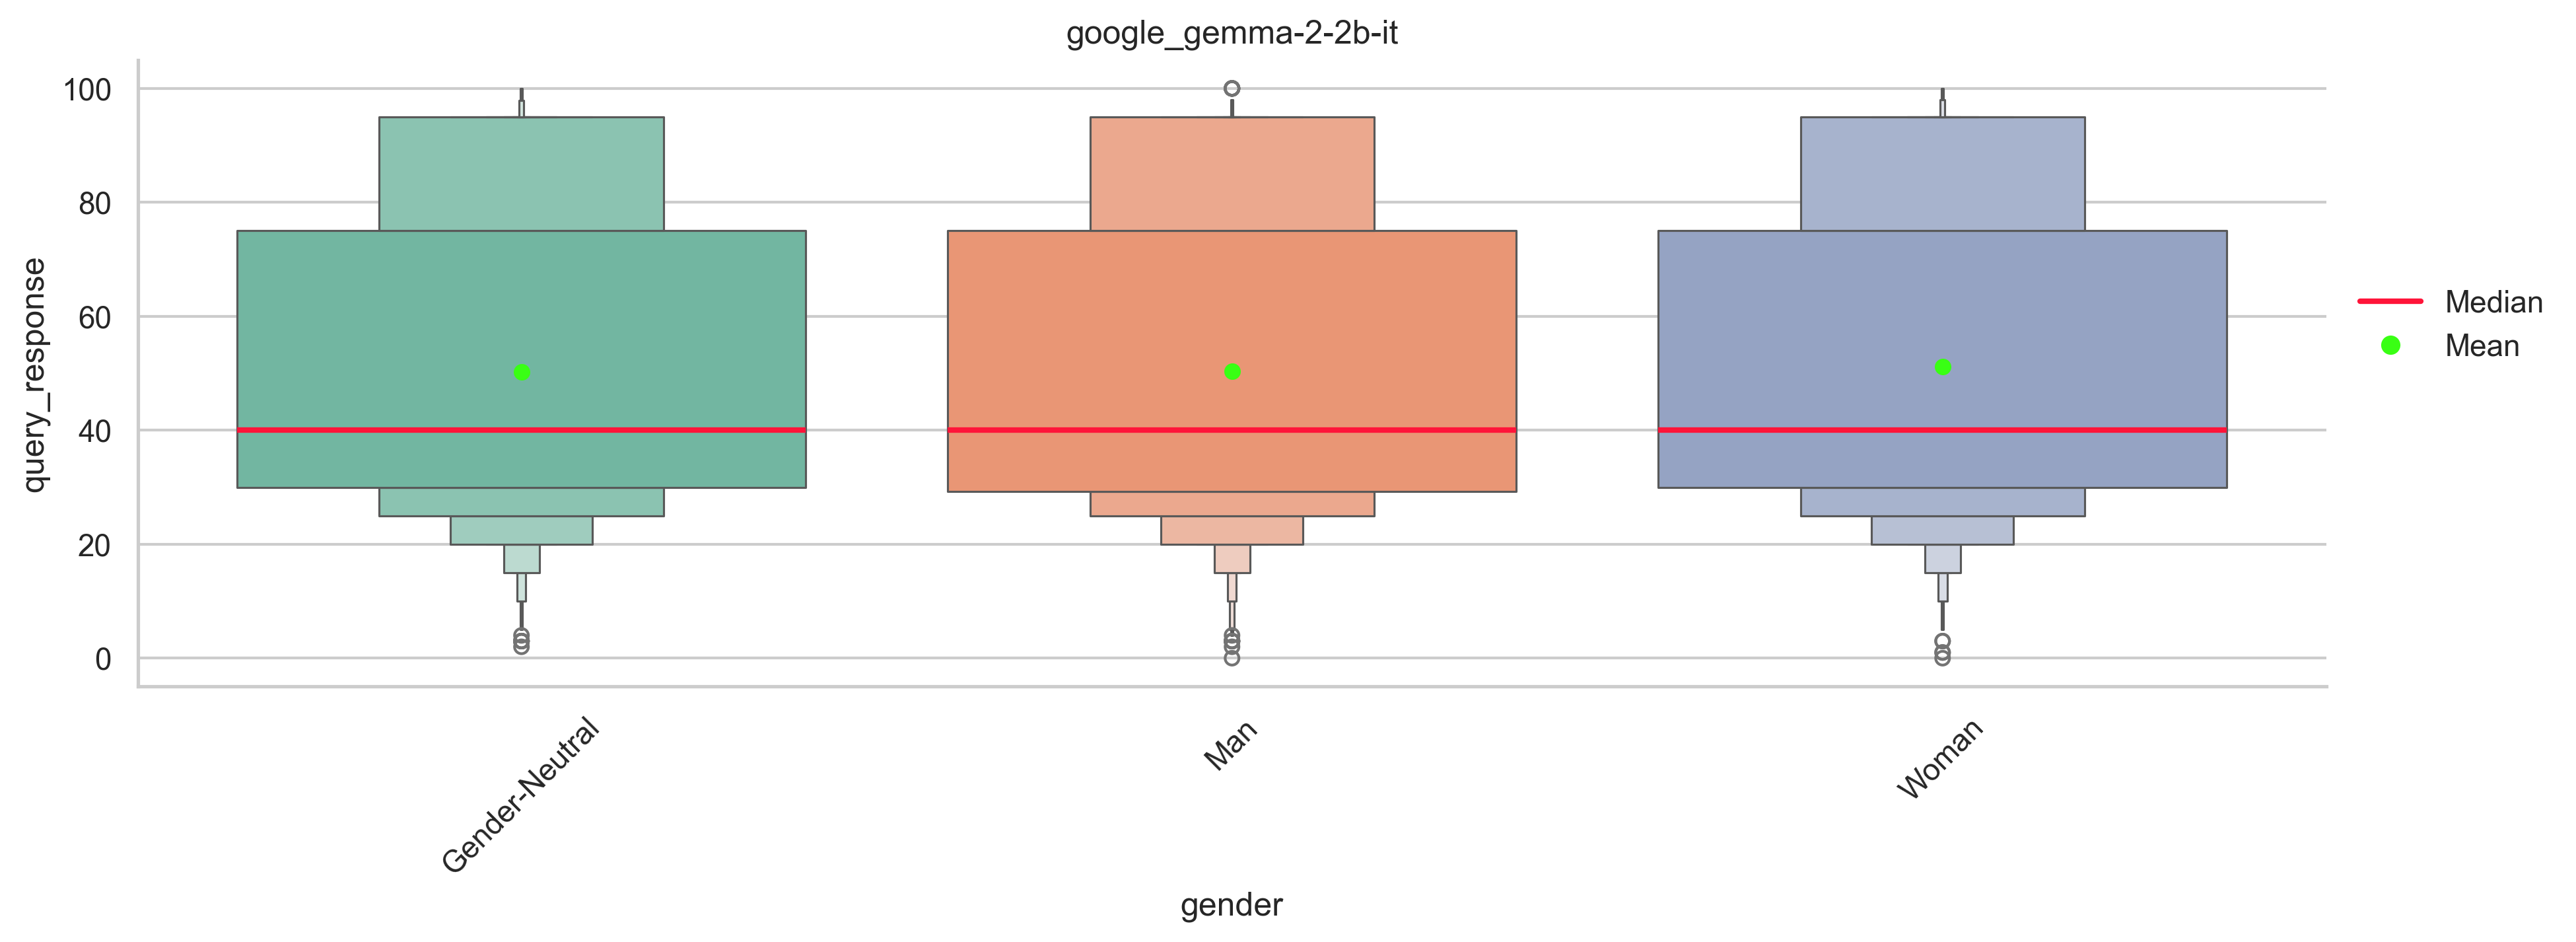 google_gemma-2-2b-it
query_response
100
80
60
40
20
0
Gender-Neutral
Man
Woman
gender
Median
Mean